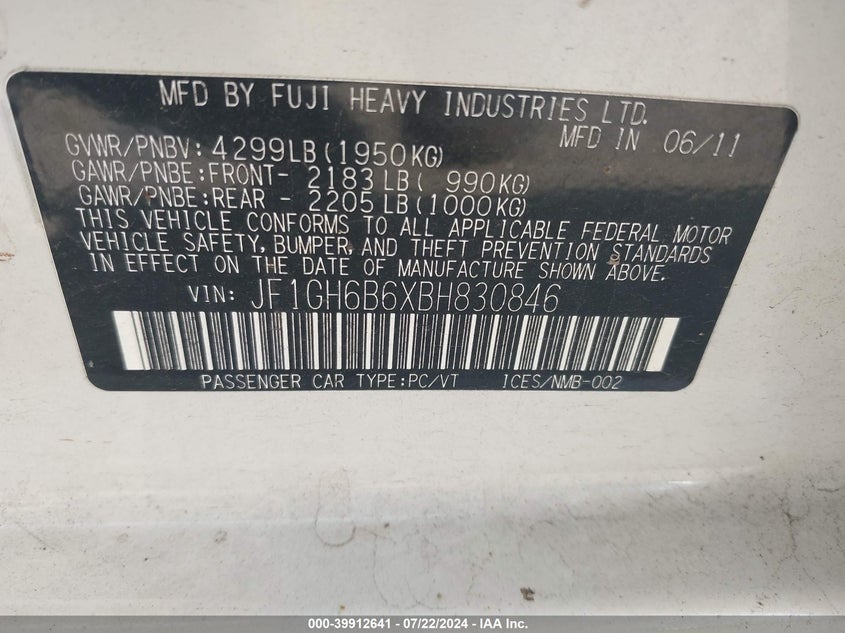 MFD BY FUJI HEAVY INDUSTRIES LTD.
MFD IN 06/11
GVWR/PNBV: 4299LB(1950KG)
GAWR/PNBE:FRONT- 2183LB( 990KG)
GAWR/PNBE:REAR - 2205LB(1000KG)
THIS VEHICLE CONFORMS TO ALL APPLICABLE FEDERAL MOTOR
VEHICLE SAFETY, BUMPER, AND THEFT PREVENTION STANDARDS
IN EFFECT ON THE DATE OF MANUFACTURE SHOWN ABOVE.
VIN: JF1GH6B6XBH830846
PASSENGER CAR TYPE:PC/VT ICES/NMB-002
000-39912641 - 07/22/2024 - IAA Inc.